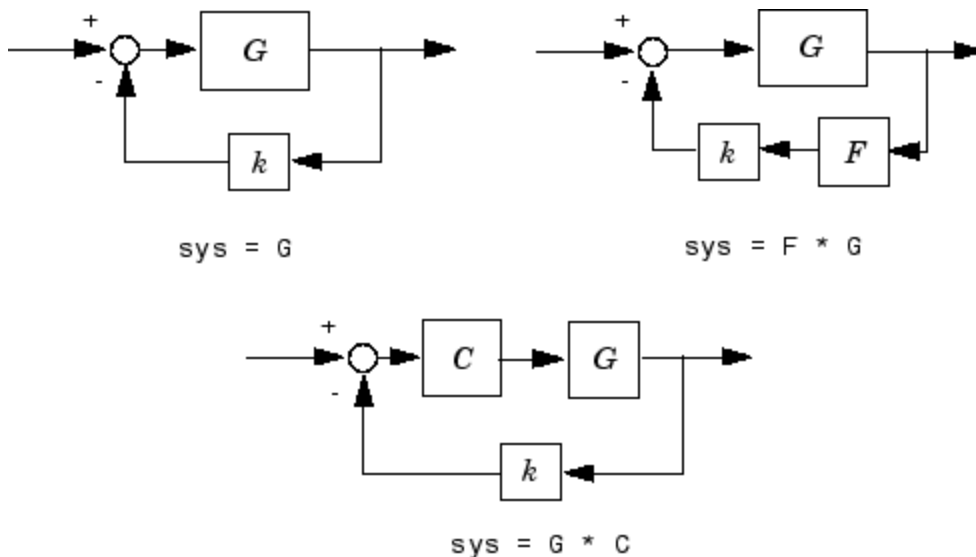 +
G
-
k
sys = G
+
G
-
k
F
sys = F * G
+
C
G
-
k
sys = G * C